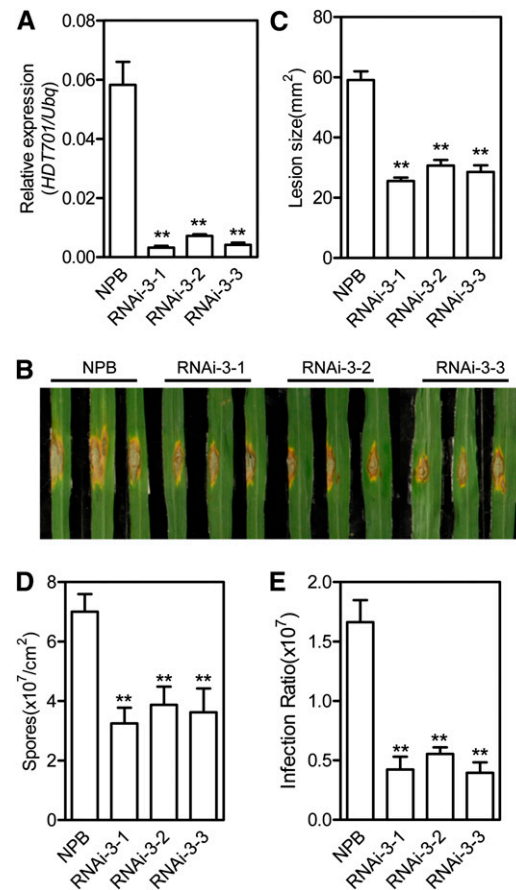 A
Relative expression
(HDT701/Ubq)
0.08
0.06
0.04
0.02
0.00
**
**
**
NPB
RNAi-3-1
RNAi-3-2
RNAi-3-3
C
Lesion size(mm²)
80
60
40
20
0
**
**
**
NPB
RNAi-3-1
RNAi-3-2
RNAi-3-3
B
NPB
RNAi-3-1
RNAi-3-2
RNAi-3-3
D
Spores(x10⁷/cm²)
8
6
4
2
0
**
**
**
NPB
RNAi-3-1
RNAi-3-2
RNAi-3-3
E
Infection Ratio(x10⁷)
2.0
1.5
1.0
0.5
0.0
**
**
**
NPB
RNAi-3-1
RNAi-3-2
RNAi-3-3